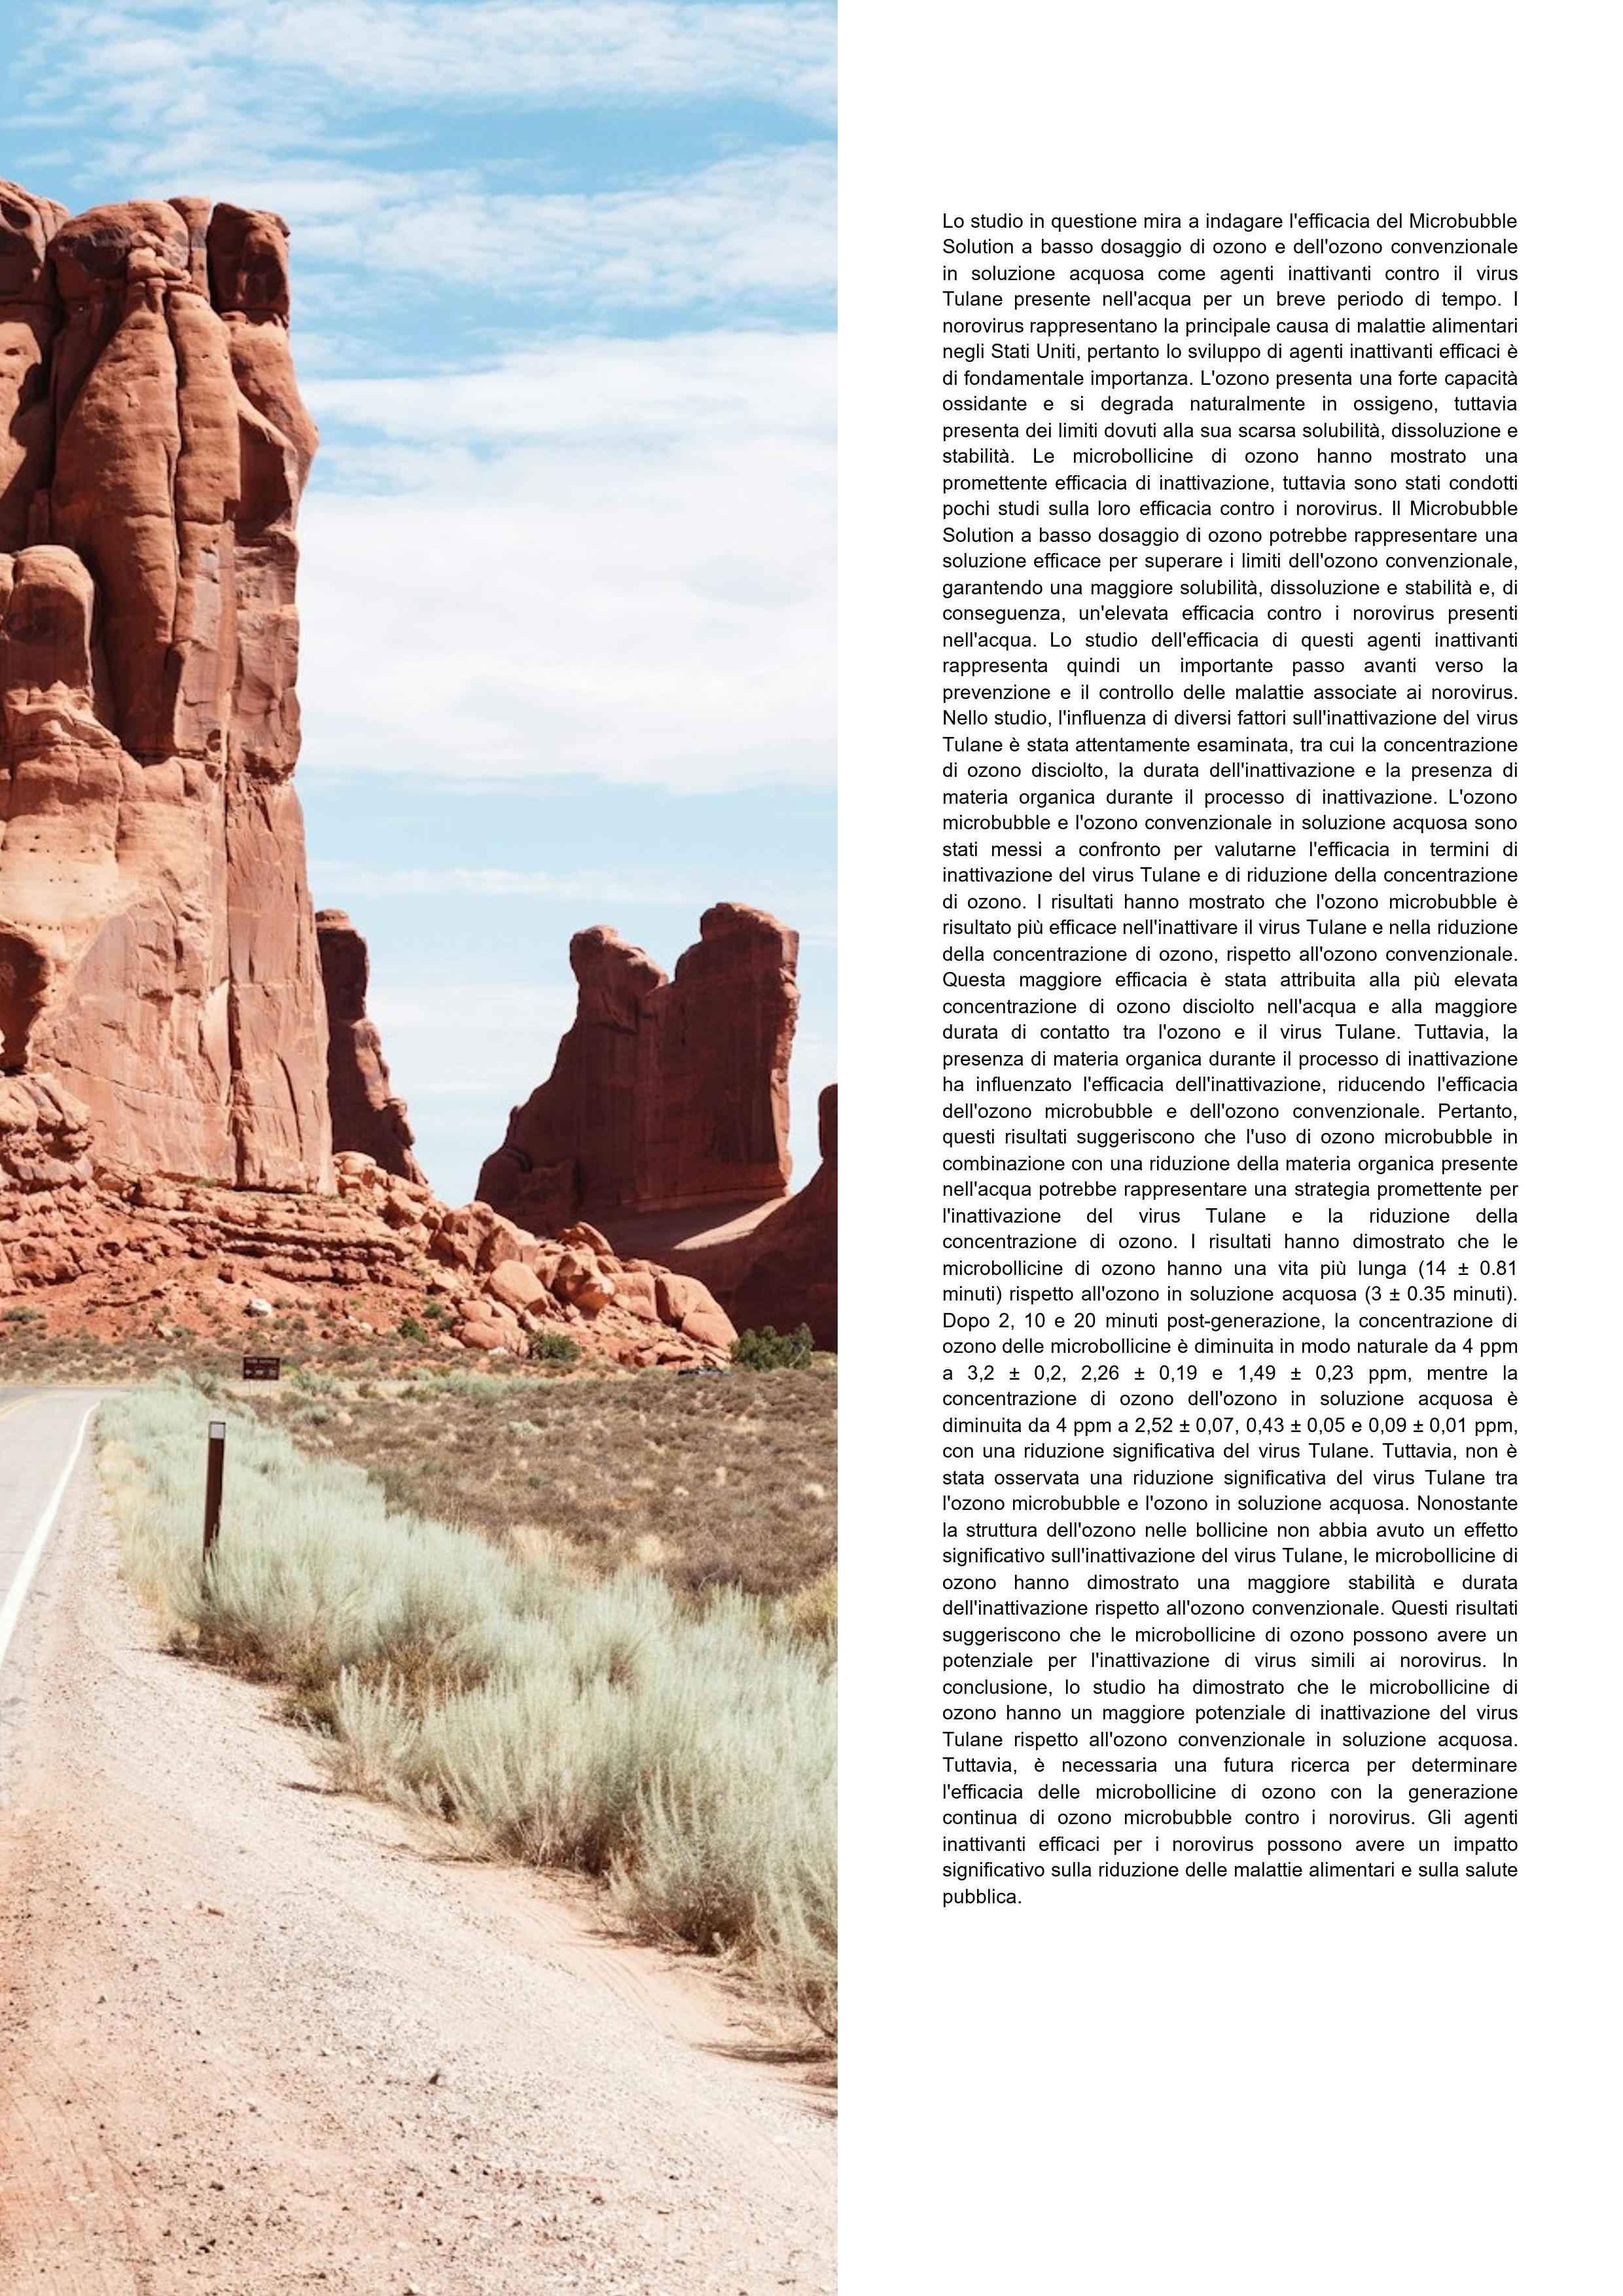 Lo studio in questione mira a indagare l'efficacia del Microbubble
Solution a basso dosaggio di ozono e dell'ozono convenzionale
in soluzione acquosa come agenti inattivanti contro il virus
Tulane presente nell'acqua per un breve periodo di tempo. I
norovirus rappresentano la principale causa di malattie alimentari
negli Stati Uniti, pertanto lo sviluppo di agenti inattivanti efficaci è
di fondamentale importanza. L'ozono presenta una forte capacità
ossidante e si degrada naturalmente in ossigeno, tuttavia
presenta dei limiti dovuti alla sua scarsa solubilità, dissoluzione e
stabilità. Le microbollicine di ozono hanno mostrato una
promettente efficacia di inattivazione, tuttavia sono stati condotti
pochi studi sulla loro efficacia contro i norovirus. Il Microbubble
Solution a basso dosaggio di ozono potrebbe rappresentare una
soluzione efficace per superare i limiti dell'ozono convenzionale,
garantendo una maggiore solubilità, dissoluzione e stabilità e, di
conseguenza, un'elevata efficacia contro i norovirus presenti
nell'acqua. Lo studio dell'efficacia di questi agenti inattivanti
rappresenta quindi un importante passo avanti verso la
prevenzione e il controllo delle malattie associate ai norovirus.
Nello studio, l'influenza di diversi fattori sull'inattivazione del virus
Tulane è stata attentamente esaminata, tra cui la concentrazione
di ozono disciolto, la durata dell'inattivazione e la presenza di
materia organica durante il processo di inattivazione. L'ozono
microbubble e l'ozono convenzionale in soluzione acquosa sono
stati messi a confronto per valutarne l'efficacia in termini di
inattivazione del virus Tulane e di riduzione della concentrazione
di ozono. I risultati hanno mostrato che l'ozono microbubble è
risultato più efficace nell'inattivare il virus Tulane e nella riduzione
della concentrazione di ozono, rispetto all'ozono convenzionale.
Questa maggiore efficacia è stata attribuita alla più elevata
concentrazione di ozono disciolto nell'acqua e alla maggiore
durata di contatto tra l'ozono e il virus Tulane. Tuttavia, la
presenza di materia organica durante il processo di inattivazione
ha influenzato l'efficacia dell'inattivazione, riducendo l'efficacia
dell'ozono microbubble e dell'ozono convenzionale. Pertanto,
questi risultati suggeriscono che l'uso di ozono microbubble in
combinazione con una riduzione della materia organica presente
nell'acqua potrebbe rappresentare una strategia promettente per
l'inattivazione del virus Tulane e la riduzione della
concentrazione di ozono. I risultati hanno dimostrato che le
microbollicine di ozono hanno una vita più lunga (14 ± 0.81
minuti) rispetto all'ozono in soluzione acquosa (3 ± 0.35 minuti).
Dopo 2, 10 e 20 minuti post-generazione, la concentrazione di
ozono delle microbollicine è diminuita in modo naturale da 4 ppm
a 3,2 ± 0,2, 2,26 ± 0,19 e 1,49 ± 0,23 ppm, mentre la
concentrazione di ozono dell'ozono in soluzione acquosa è
diminuita da 4 ppm a 2,52 ± 0,07, 0,43 ± 0,05 e 0,09 ± 0,01 ppm,
con una riduzione significativa del virus Tulane. Tuttavia, non è
stata osservata una riduzione significativa del virus Tulane tra
l'ozono microbubble e l'ozono in soluzione acquosa. Nonostante
la struttura dell'ozono nelle bollicine non abbia avuto un effetto
significativo sull'inattivazione del virus Tulane, le microbollicine di
ozono hanno dimostrato una maggiore stabilità e durata
dell'inattivazione rispetto all'ozono convenzionale. Questi risultati
suggeriscono che le microbollicine di ozono possono avere un
potenziale per l'inattivazione di virus simili ai norovirus. In
conclusione, lo studio ha dimostrato che le microbollicine di
ozono hanno un maggiore potenziale di inattivazione del virus
Tulane rispetto all'ozono convenzionale in soluzione acquosa.
Tuttavia, è necessaria una futura ricerca per determinare
l'efficacia delle microbollicine di ozono con la generazione
continua di ozono microbubble contro i norovirus. Gli agenti
inattivanti efficaci per i norovirus possono avere un impatto
significativo sulla riduzione delle malattie alimentari e sulla salute
pubblica.